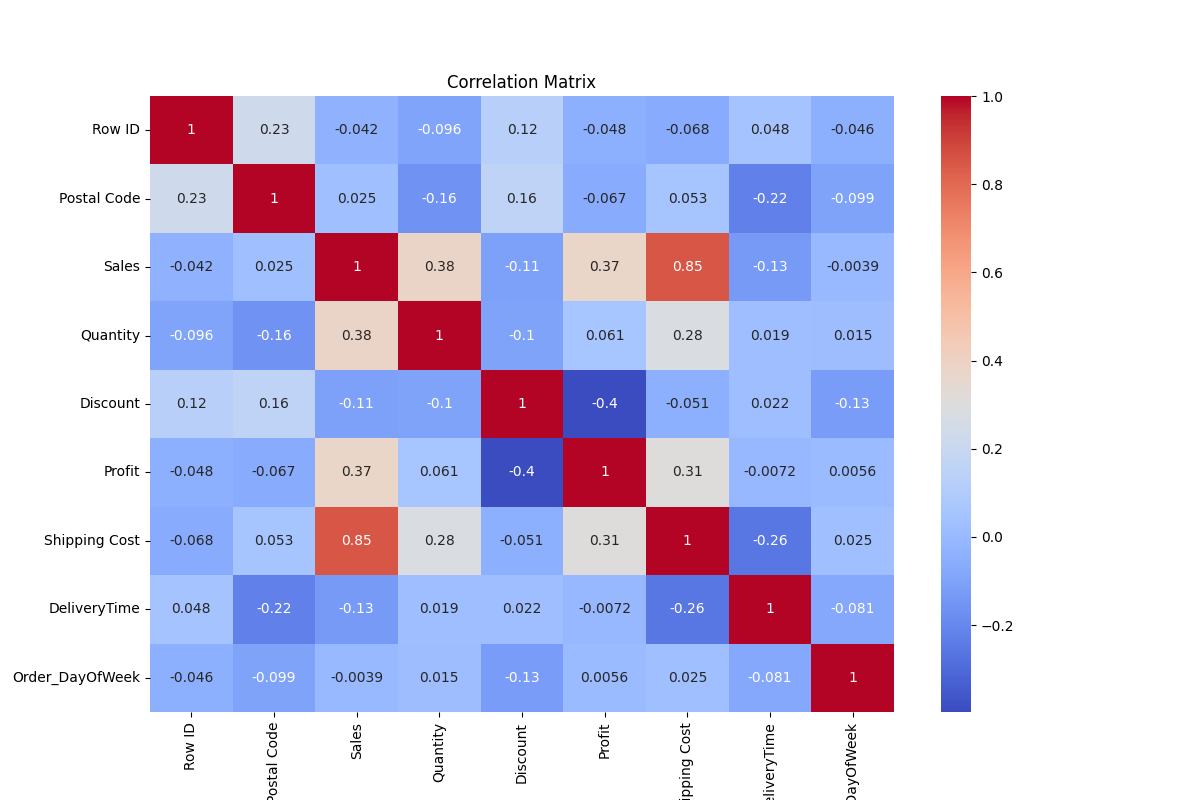 Correlation Matrix
Row ID 1 0.23 -0.042 -0.096 0.12 -0.048 -0.068 0.048 -0.046
Postal Code 0.23 1 0.025 -0.16 0.16 -0.067 0.053 -0.22 -0.099
Sales -0.042 0.025 1 0.38 -0.11 0.37 0.85 -0.13 -0.0039
Quantity -0.096 -0.16 0.38 1 -0.1 0.061 0.28 0.019 0.015
Discount 0.12 0.16 -0.11 -0.1 1 -0.4 -0.051 0.022 -0.13
Profit -0.048 -0.067 0.37 0.061 -0.4 1 0.31 -0.0072 0.0056
Shipping Cost -0.068 0.053 0.85 0.28 -0.051 0.31 1 -0.26 0.025
DeliveryTime 0.048 -0.22 -0.13 0.019 0.022 -0.0072 -0.26 1 -0.081
Order_DayOfWeek -0.046 -0.099 -0.0039 0.015 -0.13 0.0056 0.025 -0.081 1
Row ID
Postal Code
Sales
Quantity
Discount
Profit
ipping Cost
eliveryTime
DayOfWeek
1.0
0.8
0.6
0.4
0.2
0.0
−0.2